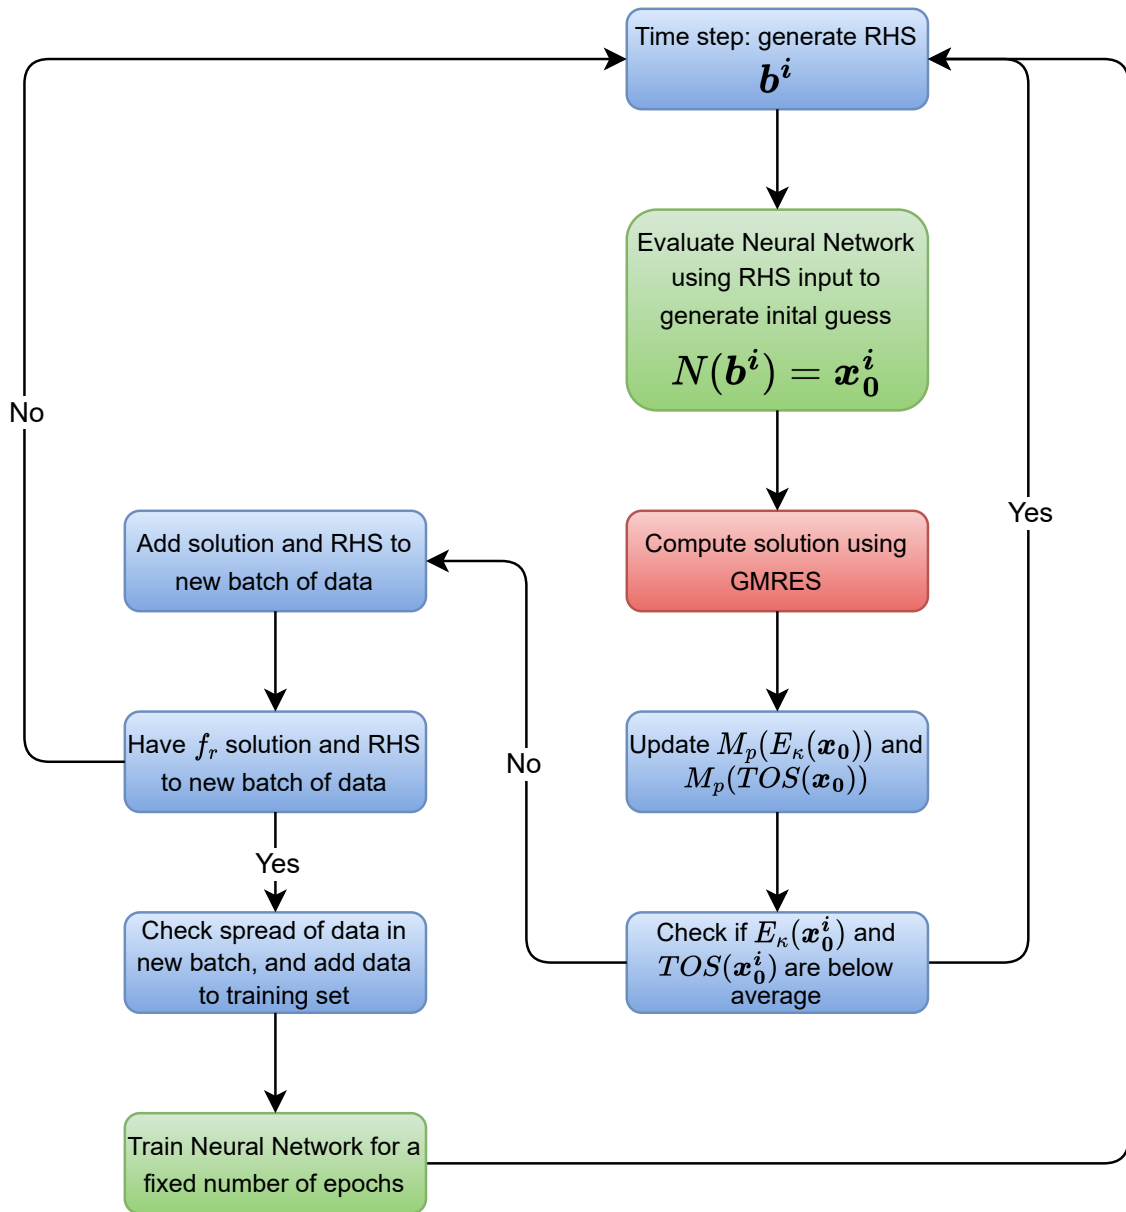 Time step: generate RHS
$b^i$
Evaluate Neural Network
using RHS input to
generate inital guess
$N(b^i) = x_0^i$
No
Yes
Add solution and RHS to
new batch of data
Compute solution using
GMRES
Have $f_r$ solution and RHS
to new batch of data
Update $M_p(E_\kappa(x_0))$ and
$M_p(TOS(x_0))$
No
Yes
Check spread of data in
new batch, and add data
to training set
Check if $E_\kappa(x_0^i)$ and
$TOS(x_0^i)$ are below
average
Train Neural Network for a
fixed number of epochs